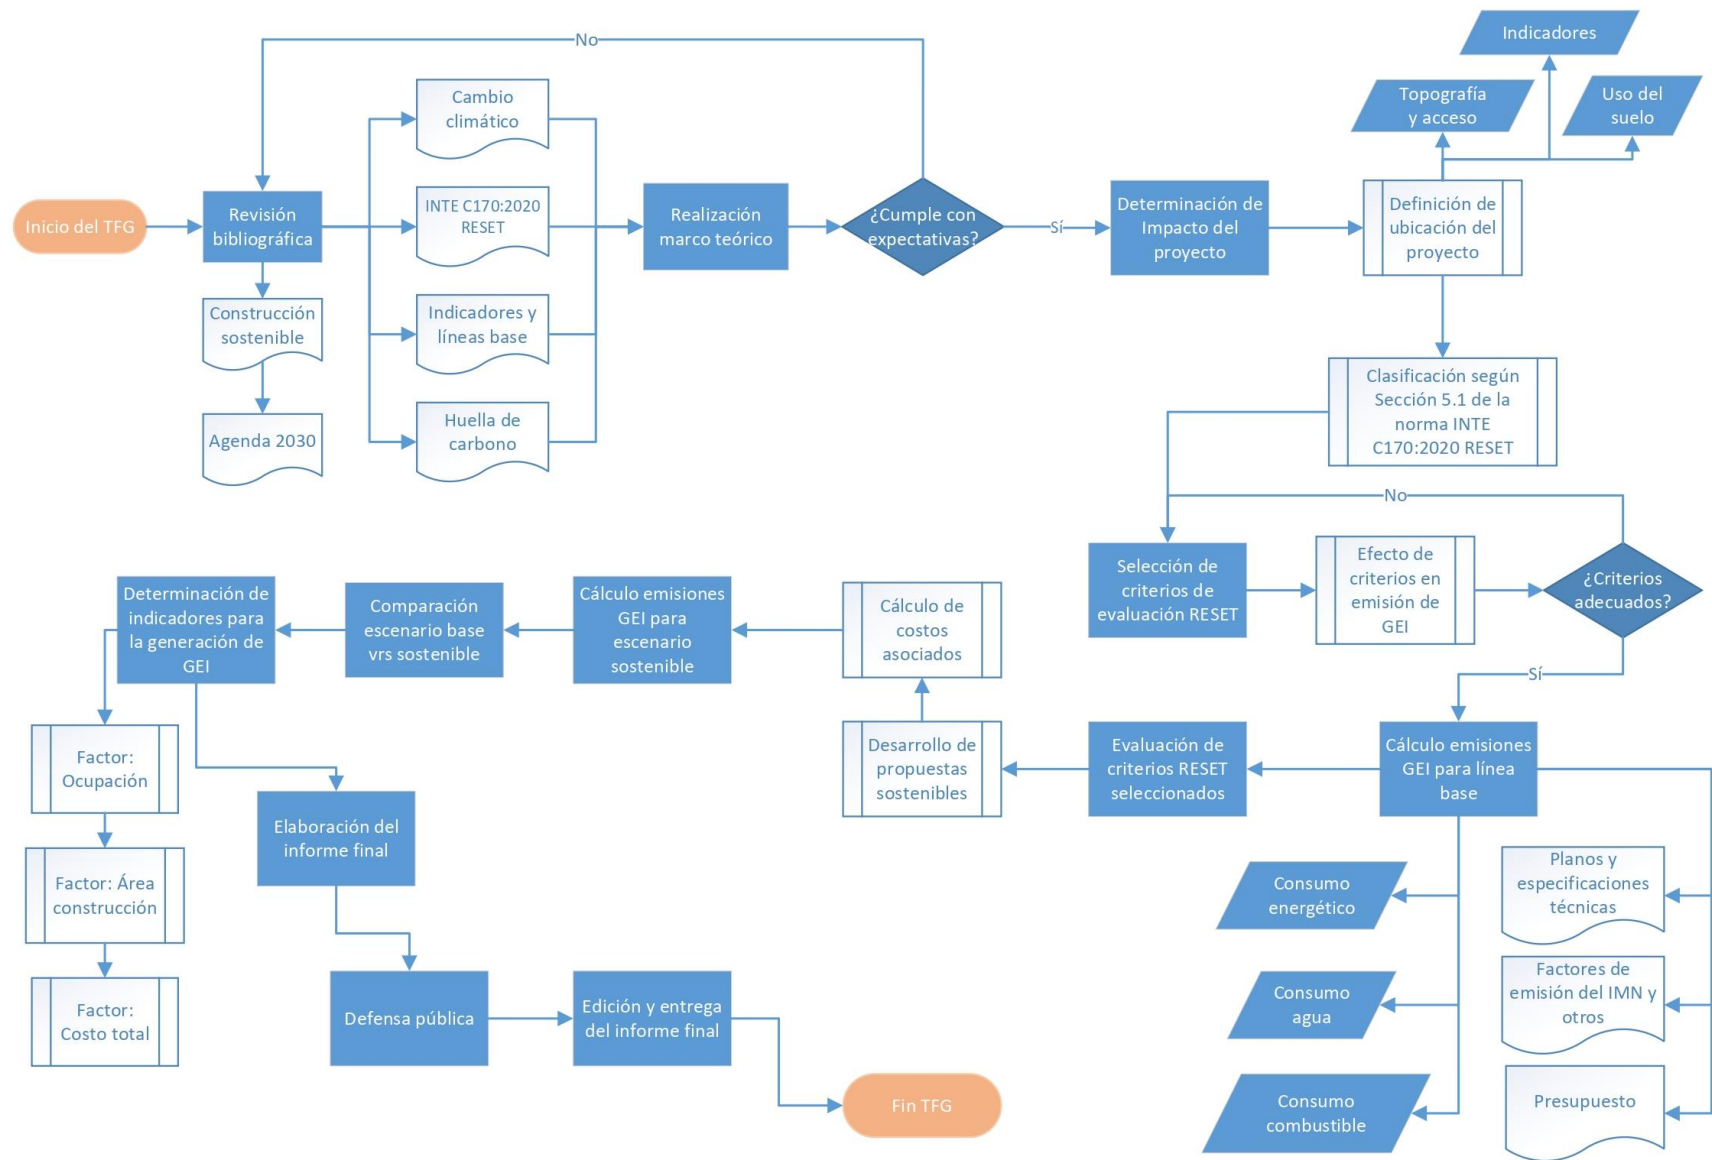 Inicio del TFG
Revisión
bibliográfica
Construcción
sostenible
Agenda 2030
No
Cambio
climático
INTE C170:2020
RESET
Indicadores y
líneas base
Huella de
carbono
Realización
marco teórico
¿Cumple con
expectativas?
Sí
Determinación de
Impacto del
proyecto
Definición de
ubicación del
proyecto
Topografía
y acceso
Indicadores
Uso del
suelo
Clasificación según
Sección 5.1 de la
norma INTE
C170:2020 RESET
No
Selección de
criterios de
evaluación RESET
Efecto de
criterios en
emisión de
GEI
¿Criterios
adecuados?
Sí
Cálculo emisiones
GEI para línea
base
Consumo
energético
Consumo
agua
Consumo
combustible
Planos y
especificaciones
técnicas
Factores de
emisión del IMN y
otros
Presupuesto
Evaluación de
criterios RESET
seleccionados
Desarrollo de
propuestas
sostenibles
Cálculo de
costos
asociados
Cálculo emisiones
GEI para
escenario
sostenible
Comparación
escenario base
vrs sostenible
Determinación de
indicadores para
la generación de
GEI
Factor:
Ocupación
Factor: Área
construcción
Factor:
Costo total
Elaboración del
informe final
Defensa pública
Edición y entrega
del informe final
Fin TFG